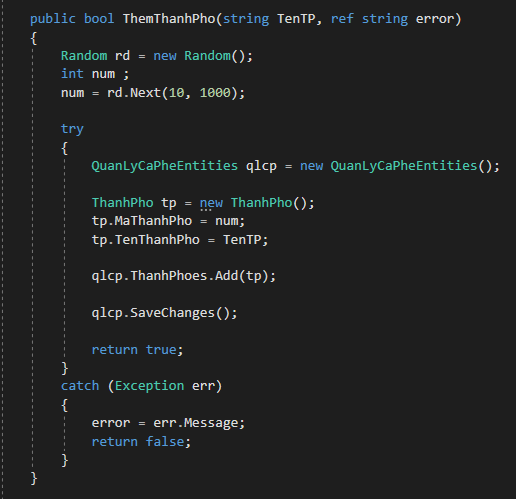 public bool ThemThanhPho(string TenTP, ref string error)
{
Random rd = new Random();
int num ;
num = rd.Next(10, 1000);
try
{
QuanLyCaPheEntities qlcp = new QuanLyCaPheEntities();
ThanhPho tp = new ThanhPho();
tp.MaThanhPho = num;
tp.TenThanhPho = TenTP;
qlcp.ThanhPhoes.Add(tp);
qlcp.SaveChanges();
return true;
}
catch (Exception err)
{
error = err.Message;
return false;
}
}